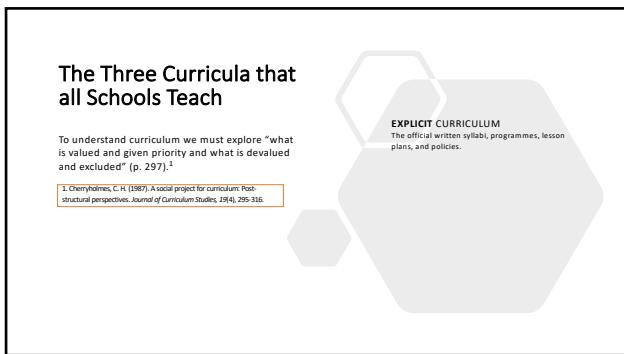 The Three Curricula that
all Schools Teach
To understand curriculum we must explore “what
is valued and given priority and what is devalued
and excluded” (p. 297).1
1. Cherryholmes, C. H. (1987). A social project for curriculum: Post-
structural perspectives. Journal of Curriculum Studies, 19(4), 295-316.
EXPLICIT CURRICULUM
The official written syllabi, programmes, lesson
plans, and policies.